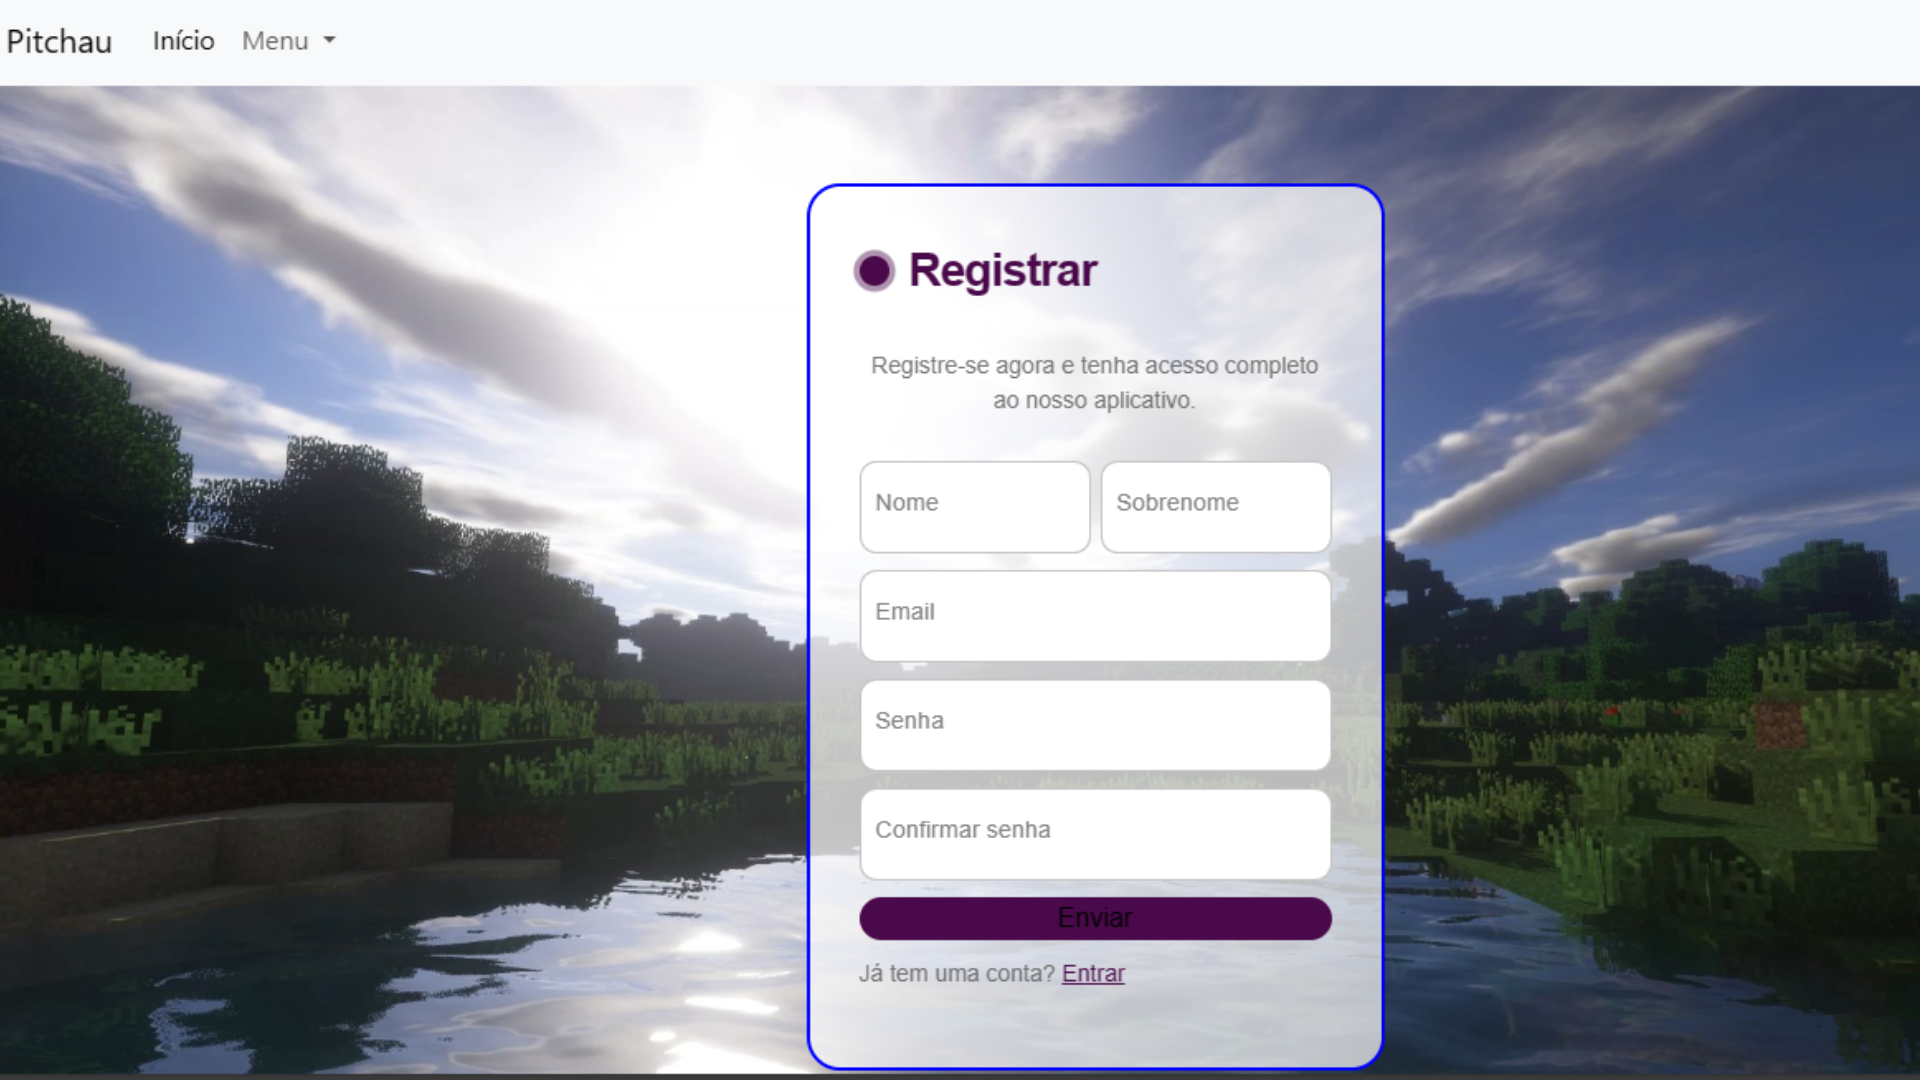 Pitchau Início Menu
Registrar
Registre-se agora e tenha acesso completo
ao nosso aplicativo.
Nome Sobrenome
Email
Senha
Confirmar senha
Enviar
Já tem uma conta? Entrar